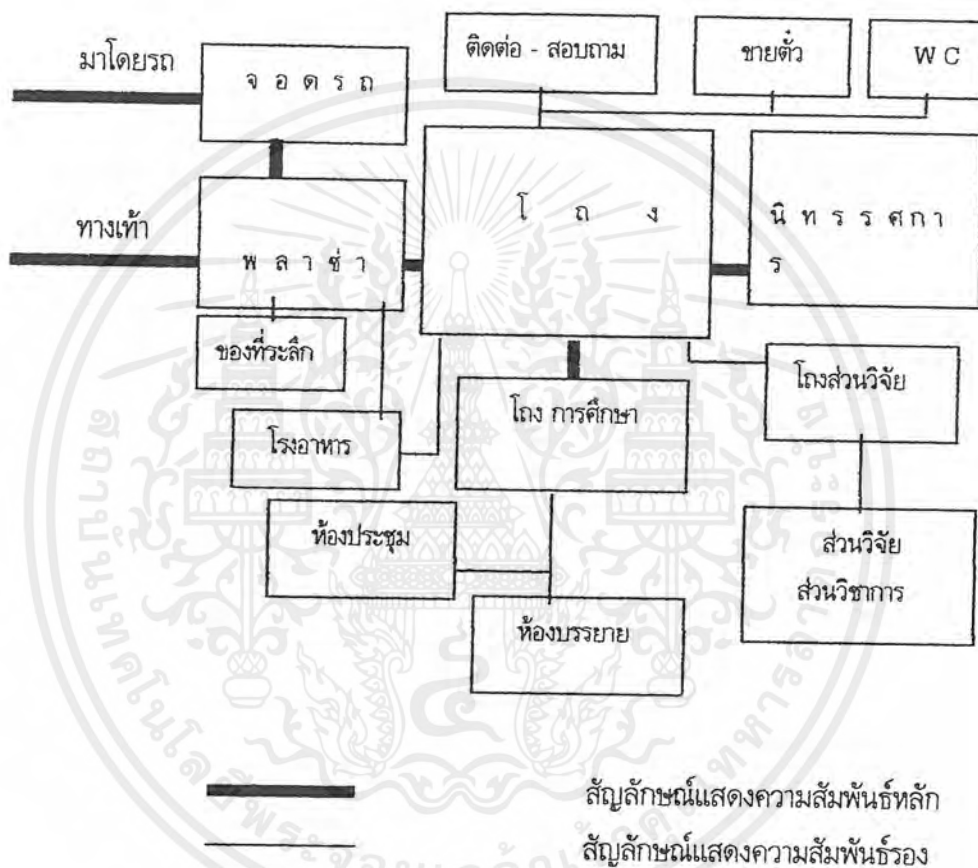 มาโดยรถ
จ อ ด ร ถ
ติดต่อ - สอบถาม
ขายตั๋ว
W C
ทางเท้า
พ ล า ซ่ า
โ ถ ง
นิ ท ร ร ศ ก า
ร
ของที่ระลึก
โรงอาหาร
โถง การศึกษา
โถงส่วนวิจัย
ห้องประชุม
ห้องบรรยาย
ส่วนวิจัย
ส่วนวิชาการ
สัญลักษณ์แสดงความสัมพันธ์หลัก
สัญลักษณ์แสดงความสัมพันธ์รอง